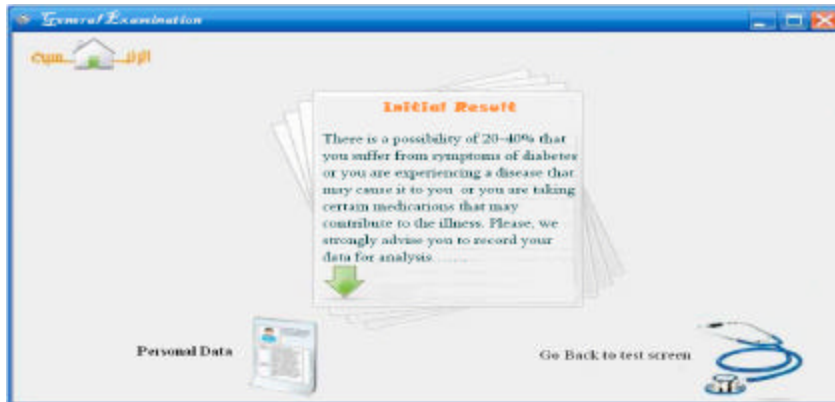 General Examination
الرئيسية
Initial Result
There is a possibility of 20-40% that
you suffer from symptoms of diabetes
or you are experiencing a disease that
may cause it to you or you are taking
certain medications that may
contribute to the illness. Please, we
strongly advise you to record your
data for analysis........
Personal Data
Go Back to test screen